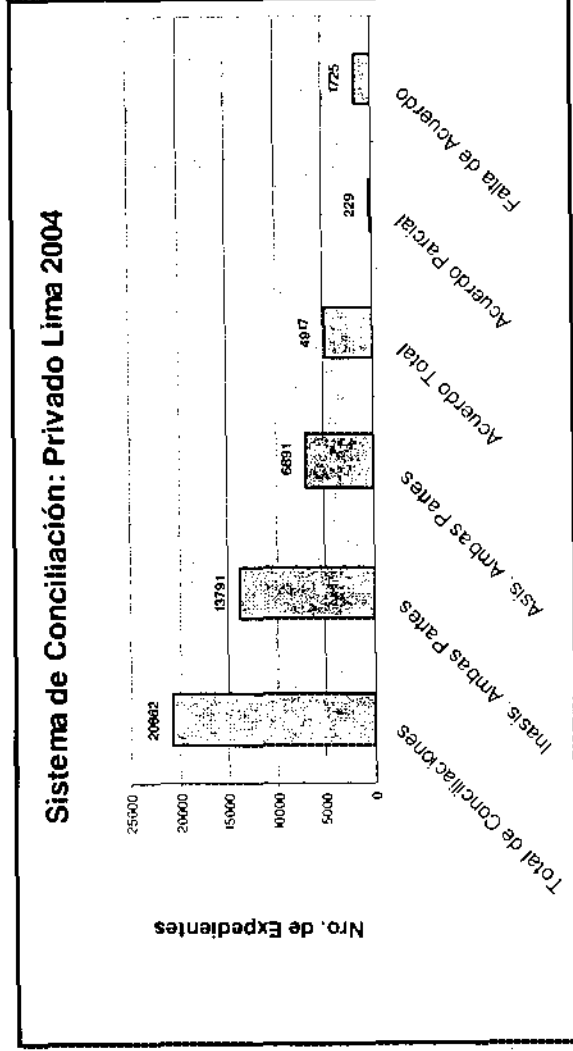 Sistema de Conciliación: Privado Lima 2004
Nro. de Expedientes
25000
20000
15000
10000
5000
0
20662
13791
6891
4917
229
1725
Total de Conciliaciones
Inasis. Ambas Partes
Asis. Ambas Partes
Acuerdo Total
Acuerdo Parcial
Falta de Acuerdo